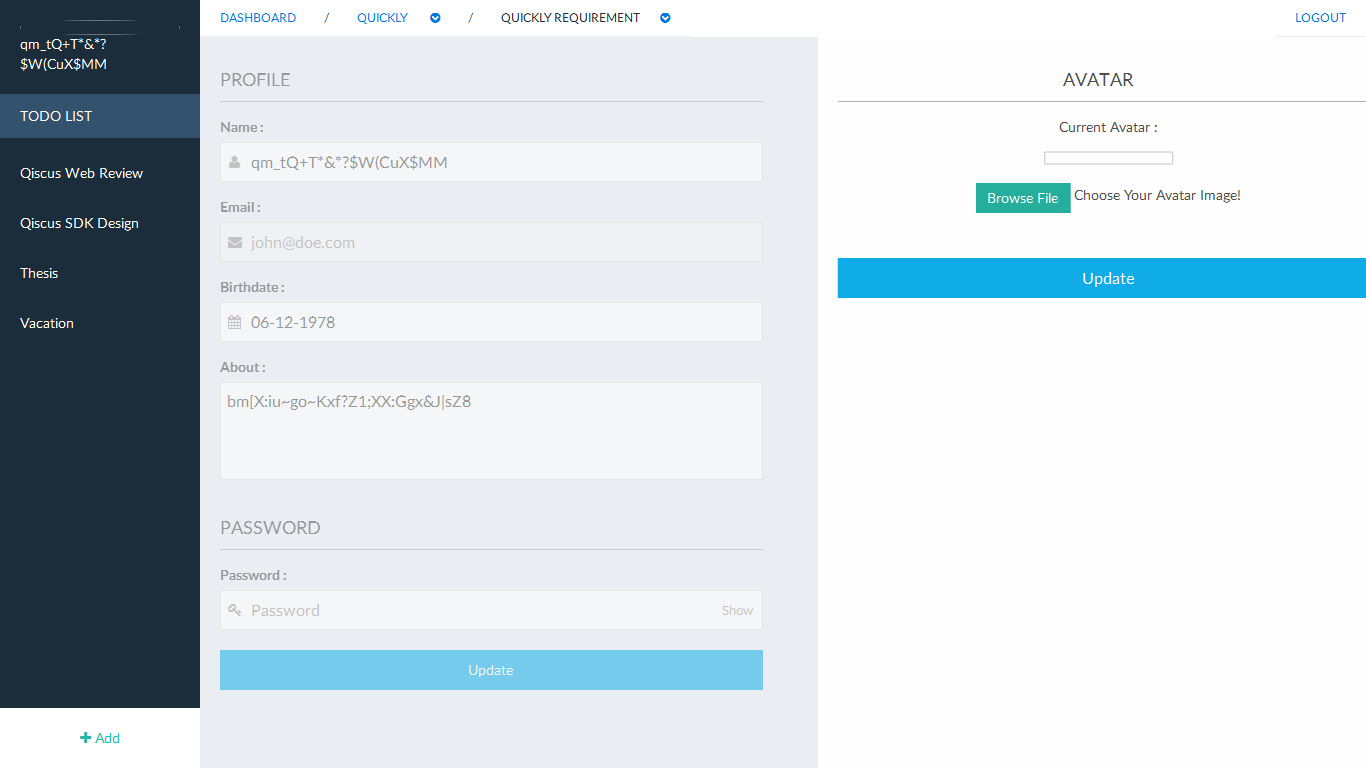 DASHBOARD / QUICKLY / QUICKLY REQUIREMENT LOGOUT
qm_tQ+T*&*?
$W(CuX$MM
TODO LIST
Qiscus Web Review
Qiscus SDK Design
Thesis
Vacation
+ Add
PROFILE
Name :
qm_tQ+T*&*?$W(CuX$MM
Email :
john@doe.com
Birthdate :
06-12-1978
About :
bm[X:iu~go~Kxf?Z1;XX:Ggx&J|sZ8
PASSWORD
Password :
Password Show
Update
AVATAR
Current Avatar :
Browse File Choose Your Avatar Image!
Update